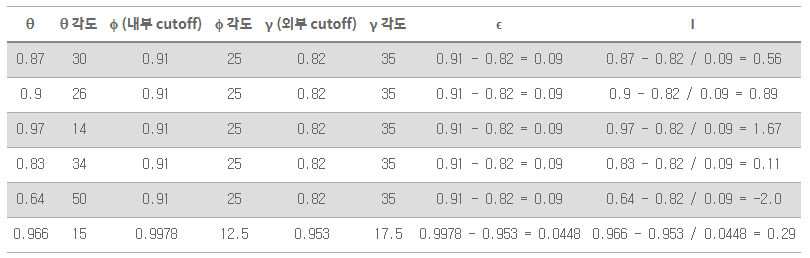 θ θ 각도 ϕ (내부 cutoff) ϕ 각도 γ (외부 cutoff) γ 각도 ϵ I
0.87 30 0.91 25 0.82 35 0.91 - 0.82 = 0.09 0.87 - 0.82 / 0.09 = 0.56
0.9 26 0.91 25 0.82 35 0.91 - 0.82 = 0.09 0.9 - 0.82 / 0.09 = 0.89
0.97 14 0.91 25 0.82 35 0.91 - 0.82 = 0.09 0.97 - 0.82 / 0.09 = 1.67
0.83 34 0.91 25 0.82 35 0.91 - 0.82 = 0.09 0.83 - 0.82 / 0.09 = 0.11
0.64 50 0.91 25 0.82 35 0.91 - 0.82 = 0.09 0.64 - 0.82 / 0.09 = -2.0
0.966 15 0.9978 12.5 0.953 17.5 0.9978 - 0.953 = 0.0448 0.966 - 0.953 / 0.0448 = 0.29